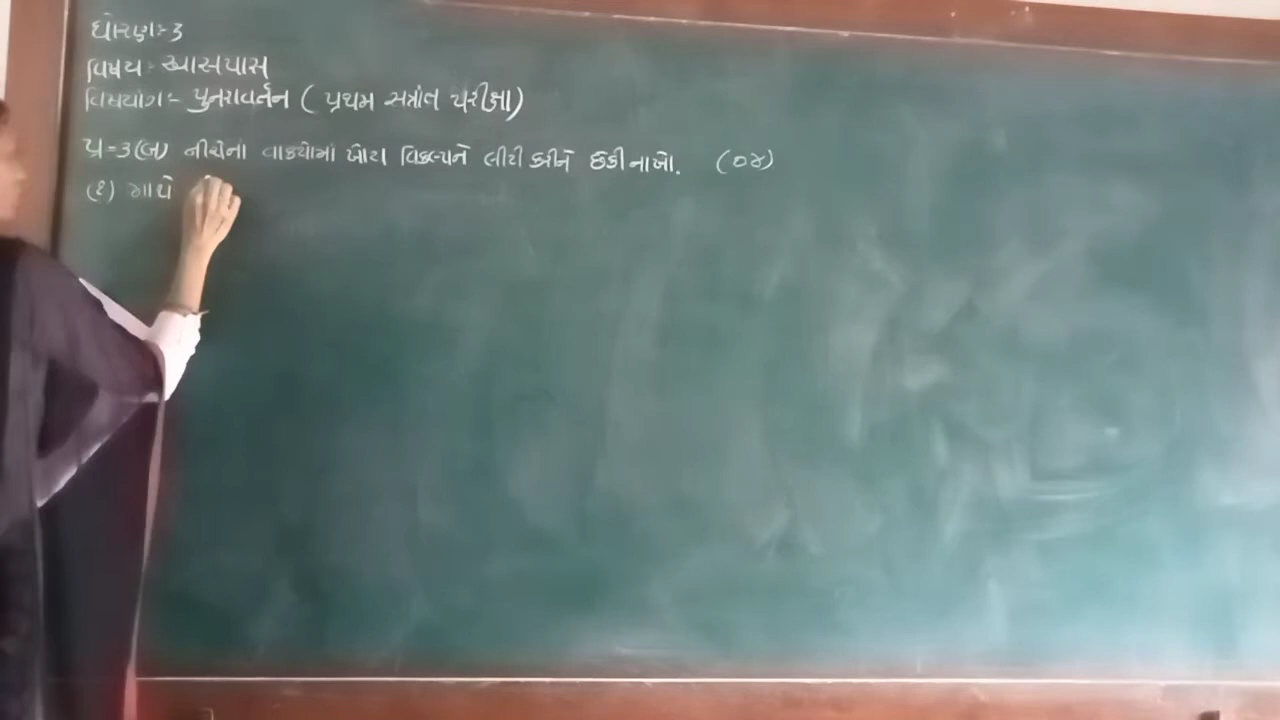 ધોરણ:- ૩
વિષય:- આસપાસ
વિષયાંગ:- પુનરાવર્તન ( પ્રથમ સત્રાંત પરીક્ષા)
પ્ર-૩(બ) નીચેના વાક્યોમાં ખોટા વિકલ્પને લીટી કરીને છેકી નાખો. (૦૪)
(૧)